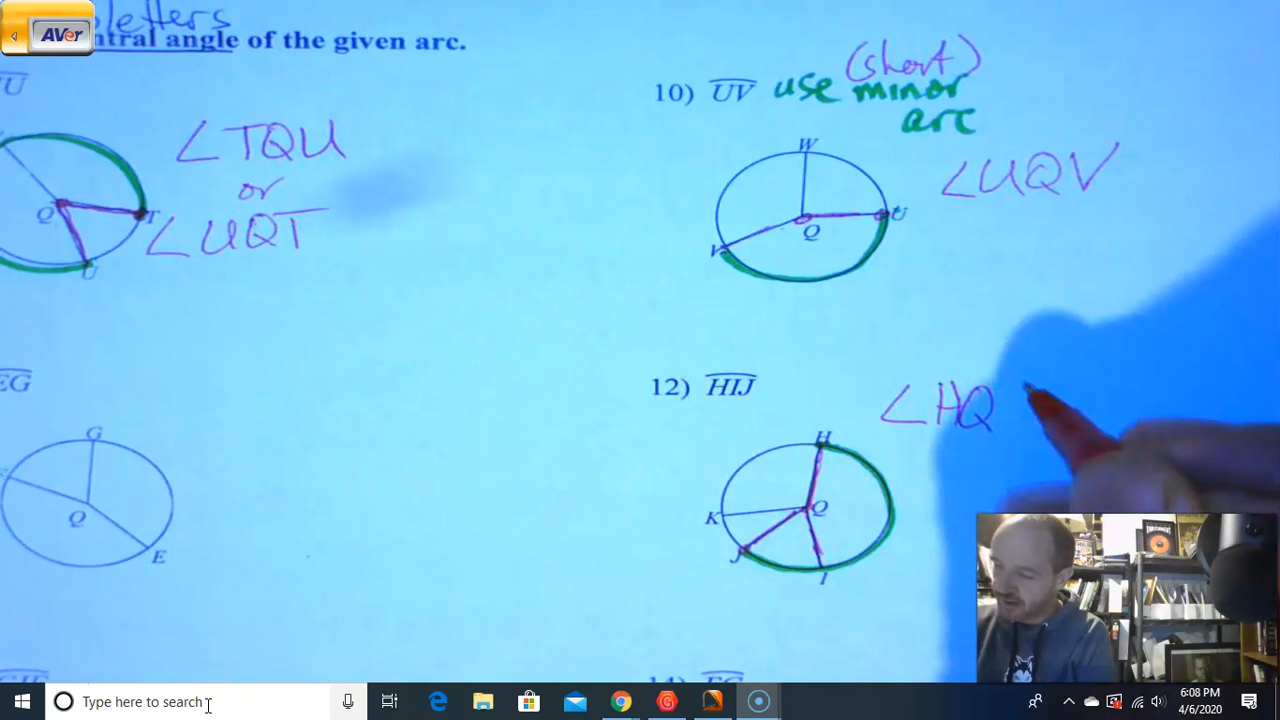 letters
AVer
ntral angle of the given arc.
U
10) UV use minor
(short)
arc
∠TQU
or
∠UQT
Q
T
U
W
U
V
Q
∠UQV
EG
12) HIJ
∠HQ
G
Q
E
H
K
Q
J
I
Type here to search
6:08 PM
4/6/2020